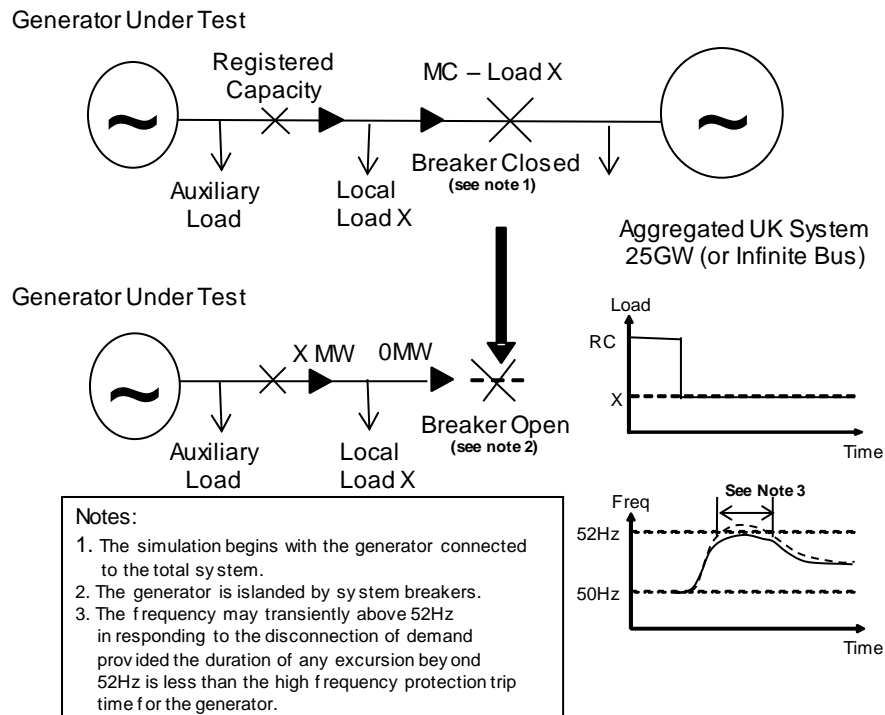 Generator Under Test
Registered
Capacity
MC – Load X
~
~
Auxiliary
Load
Local
Load X
Breaker Closed
(see note 1)
Aggregated UK System
25GW (or Infinite Bus)
Generator Under Test
~
X MW
0MW
Auxiliary
Load
Local
Load X
Breaker Open
(see note 2)
Load
RC
X
Time
Freq
See Note 3
52Hz
50Hz
Time
Notes:
1. The simulation begins with the generator connected
to the total system.
2. The generator is islanded by system breakers.
3. The frequency may transiently above 52Hz
in responding to the disconnection of demand
provided the duration of any excursion beyond
52Hz is less than the high frequency protection trip
time for the generator.